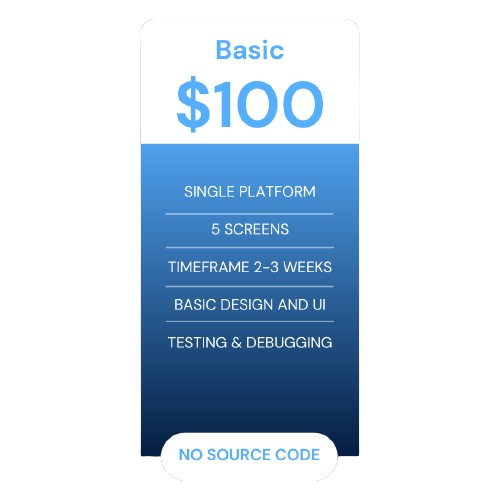 Basic
$100
SINGLE PLATFORM
5 SCREENS
TIMEFRAME 2-3 WEEKS
BASIC DESIGN AND UI
TESTING & DEBUGGING
NO SOURCE CODE